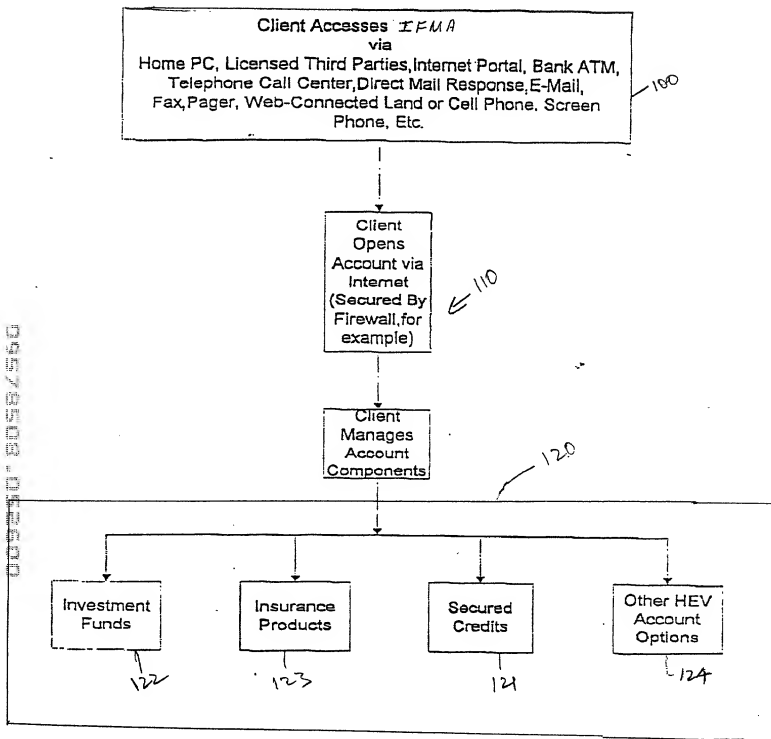 Client Accesses IFMA
via
Home PC, Licensed Third Parties,Internet Portal, Bank ATM,
Telephone Call Center,Direct Mail Response,E-Mail,
Fax,Pager, Web-Connected Land or Cell Phone. Screen
Phone, Etc.
100
Client
Opens
Account via
Internet
(Secured By
Firewall,for
example)
110
Client
Manages
Account
Components
120
Investment
Funds
Insurance
Products
Secured
Credits
Other HEV
Account
Options
122
123
121
124